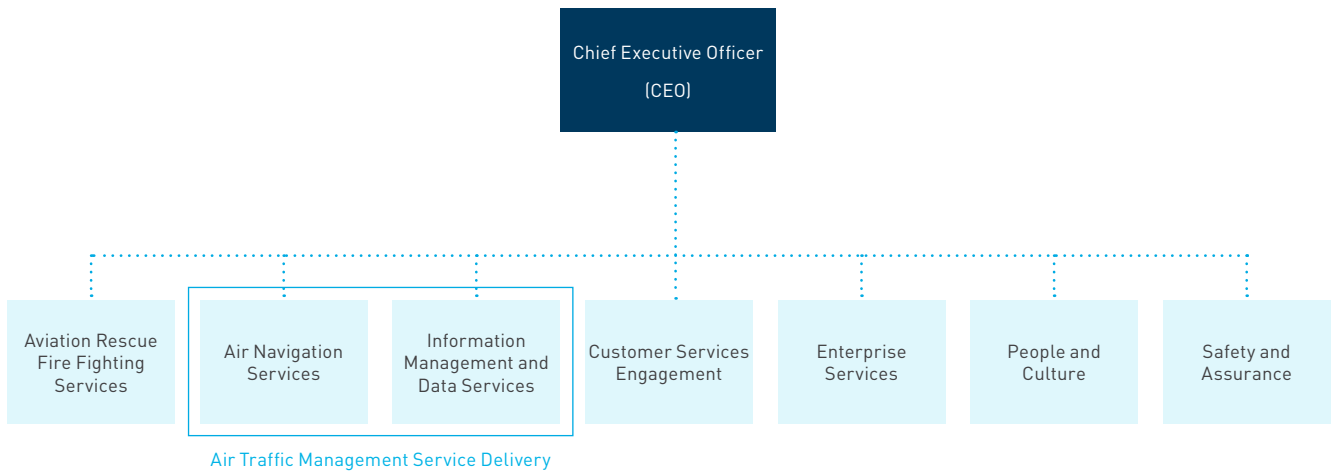 Chief Executive Officer
(CEO)
Aviation Rescue
Fire Fighting
Services
Air Navigation
Services
Information
Management and
Data Services
Customer Services
Engagement
Enterprise
Services
People and
Culture
Safety and
Assurance
Air Traffic Management Service Delivery